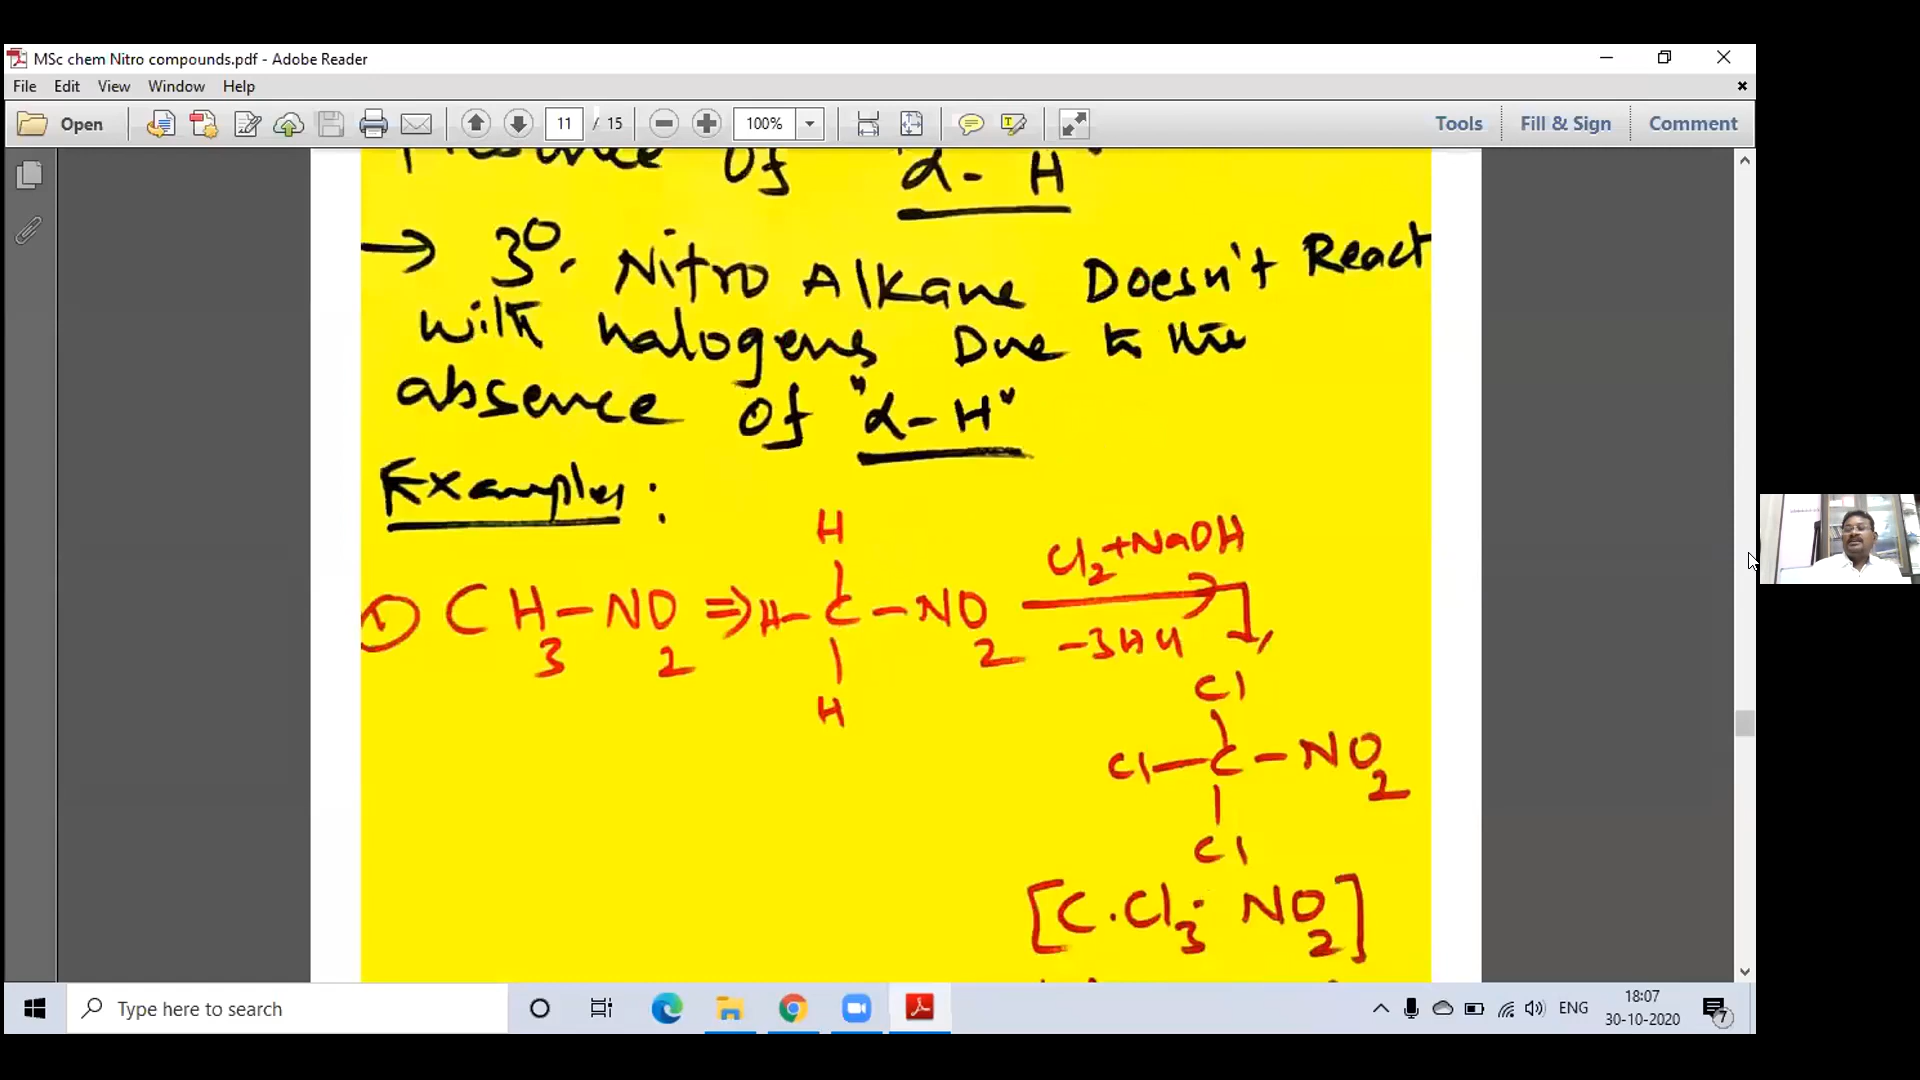 MSc chem Nitro compounds.pdf - Adobe Reader
File Edit View Window Help
Open 11 / 15 100% Tools Fill & Sign Comment
Presence Of "α- H"
→ 3°. Nitro Alkane Doesn't React
with halogens Due to the
absence Of "α-H"
Examples:
H
Cl2+NaOH
① CH3-NO2 ⇒ H-C-NO2 →
-3HCl
H
Cl
Cl-C-NO2
Cl
[C.Cl3. NO2]
Type here to search
ENG
18:07
30-10-2020
7